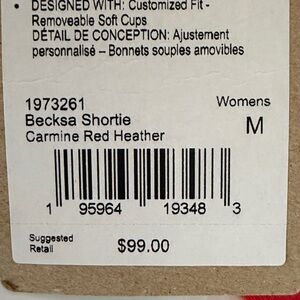 • DESIGNED WITH: Customized Fit -
Removeable Soft Cups
DÉTAIL DE CONCEPTION: Ajustement
personnalisé – Bonnets souples amovibles
1973261 Womens
Becksa Shortie M
Carmine Red Heather
1 95964 19348 3
Suggested
Retail $99.00